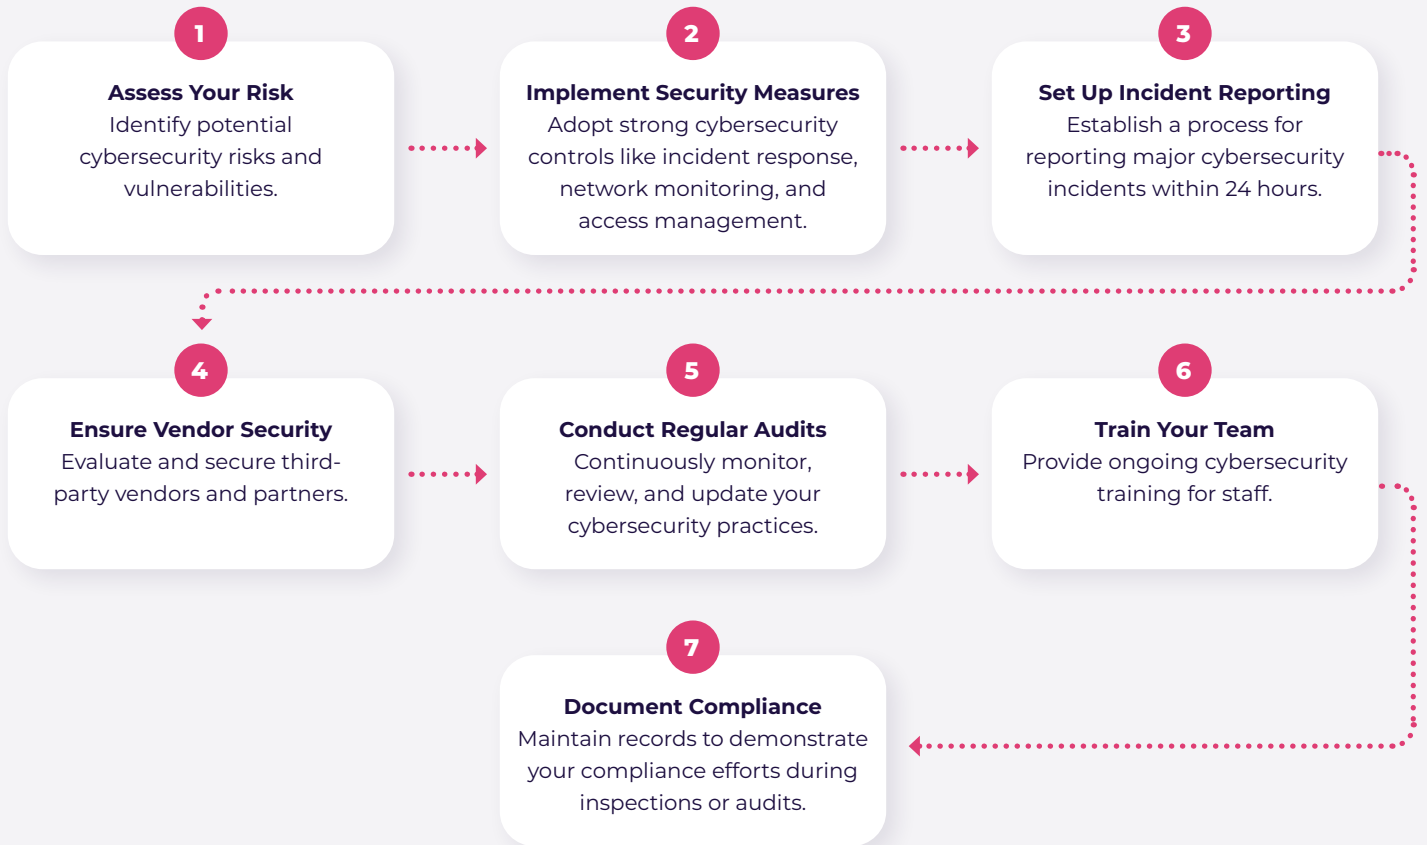 1
Assess Your Risk
Identify potential
cybersecurity risks and
vulnerabilities.
2
Implement Security Measures
Adopt strong cybersecurity
controls like incident response,
network monitoring, and
access management.
3
Set Up Incident Reporting
Establish a process for
reporting major cybersecurity
incidents within 24 hours.
4
Ensure Vendor Security
Evaluate and secure third-
party vendors and partners.
5
Conduct Regular Audits
Continuously monitor,
review, and update your
cybersecurity practices.
6
Train Your Team
Provide ongoing cybersecurity
training for staff.
7
Document Compliance
Maintain records to demonstrate
your compliance efforts during
inspections or audits.